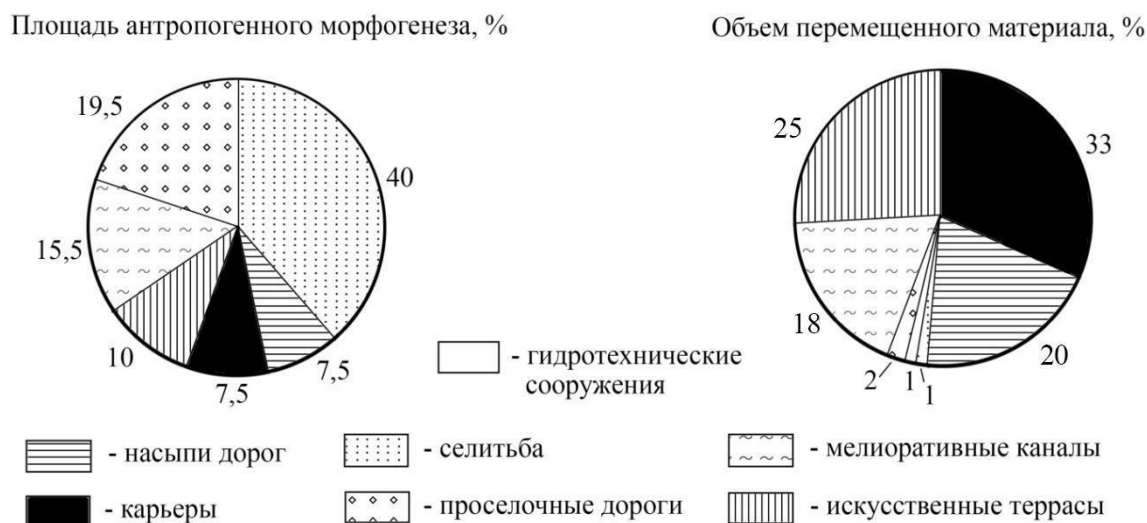 Площадь антропогенного морфогенеза, %
Объем перемещенного материала, %
19,5
40
15,5
10
7,5
7,5
25
33
18
20
2
1
1
- гидротехнические
сооружения
- насыпи дорог
- селитьба
- мелиоративные каналы
- карьеры
- проселочные дороги
- искусственные террасы